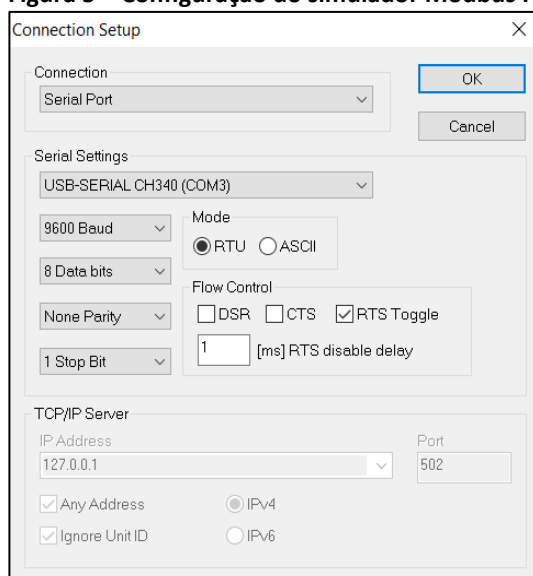 Connection Setup
Connection
Serial Port
OK
Cancel
Serial Settings
USB-SERIAL CH340 (COM3)
9600 Baud
Mode
RTU ASCII
8 Data bits
Flow Control
None Parity
DSR CTS RTS Toggle
1 [ms] RTS disable delay
1 Stop Bit
TCP/IP Server
IP Address Port
127.0.0.1 502
Any Address IPv4
Ignore Unit ID IPv6